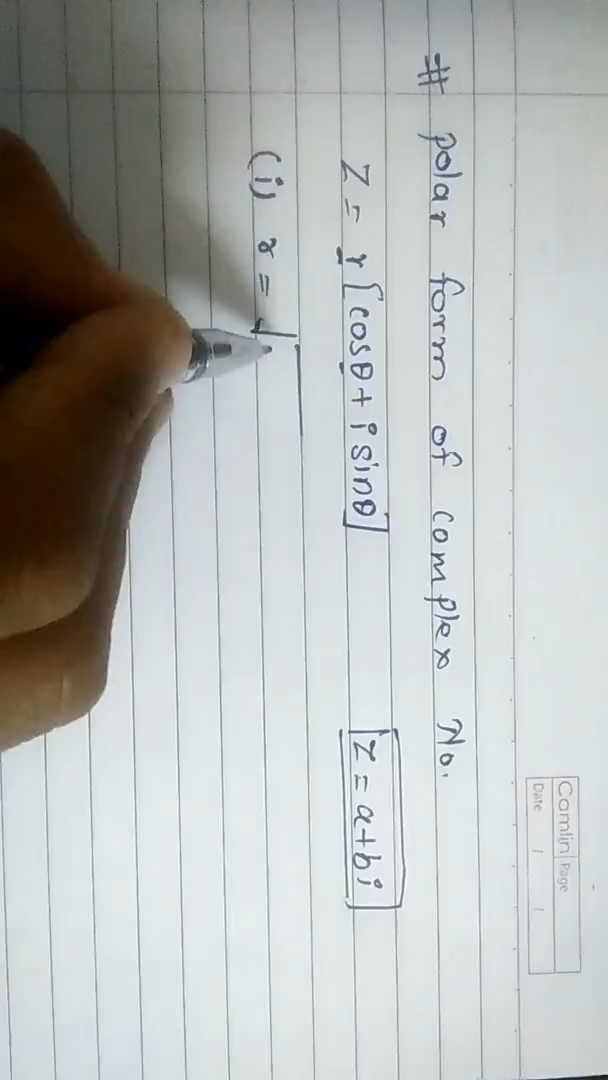 Camlin Page
Date / /
# polar form of complex No.
Z = r [cosθ + i sinθ] Z = a+bi
(i) r = √